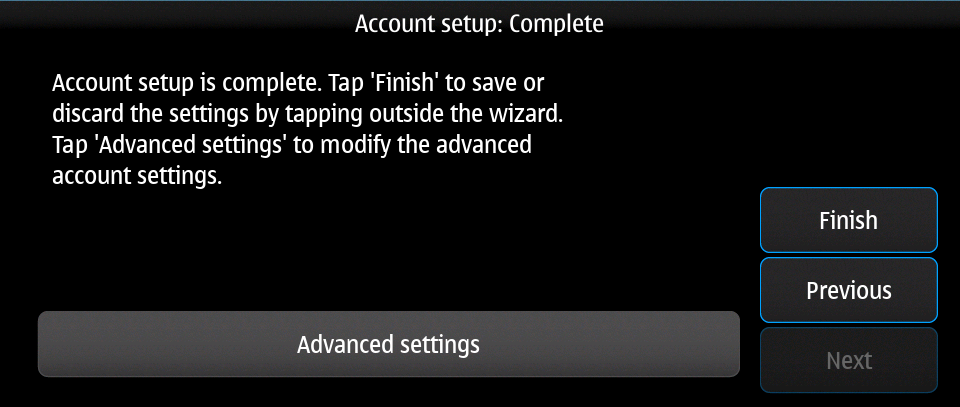 Account setup: Complete
Account setup is complete. Tap 'Finish' to save or
discard the settings by tapping outside the wizard.
Tap 'Advanced settings' to modify the advanced
account settings.
Finish
Previous
Advanced settings
Next